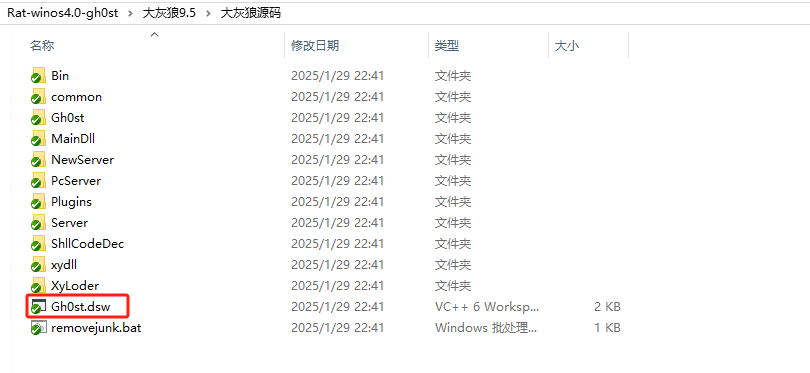 Rat-winos4.0-gh0st > 大灰狼9.5 > 大灰狼源码
名称 修改日期 类型 大小
Bin 2025/1/29 22:41 文件夹
common 2025/1/29 22:41 文件夹
Gh0st 2025/1/29 22:41 文件夹
MainDll 2025/1/29 22:41 文件夹
NewServer 2025/1/29 22:41 文件夹
PcServer 2025/1/29 22:41 文件夹
Plugins 2025/1/29 22:41 文件夹
Server 2025/1/29 22:41 文件夹
ShllCodeDec 2025/1/29 22:41 文件夹
xydll 2025/1/29 22:41 文件夹
XyLoder 2025/1/29 22:41 文件夹
Gh0st.dsw 2025/1/29 22:41 VC++ 6 Worksp... 2 KB
removejunk.bat 2025/1/29 22:41 Windows 批处理... 1 KB